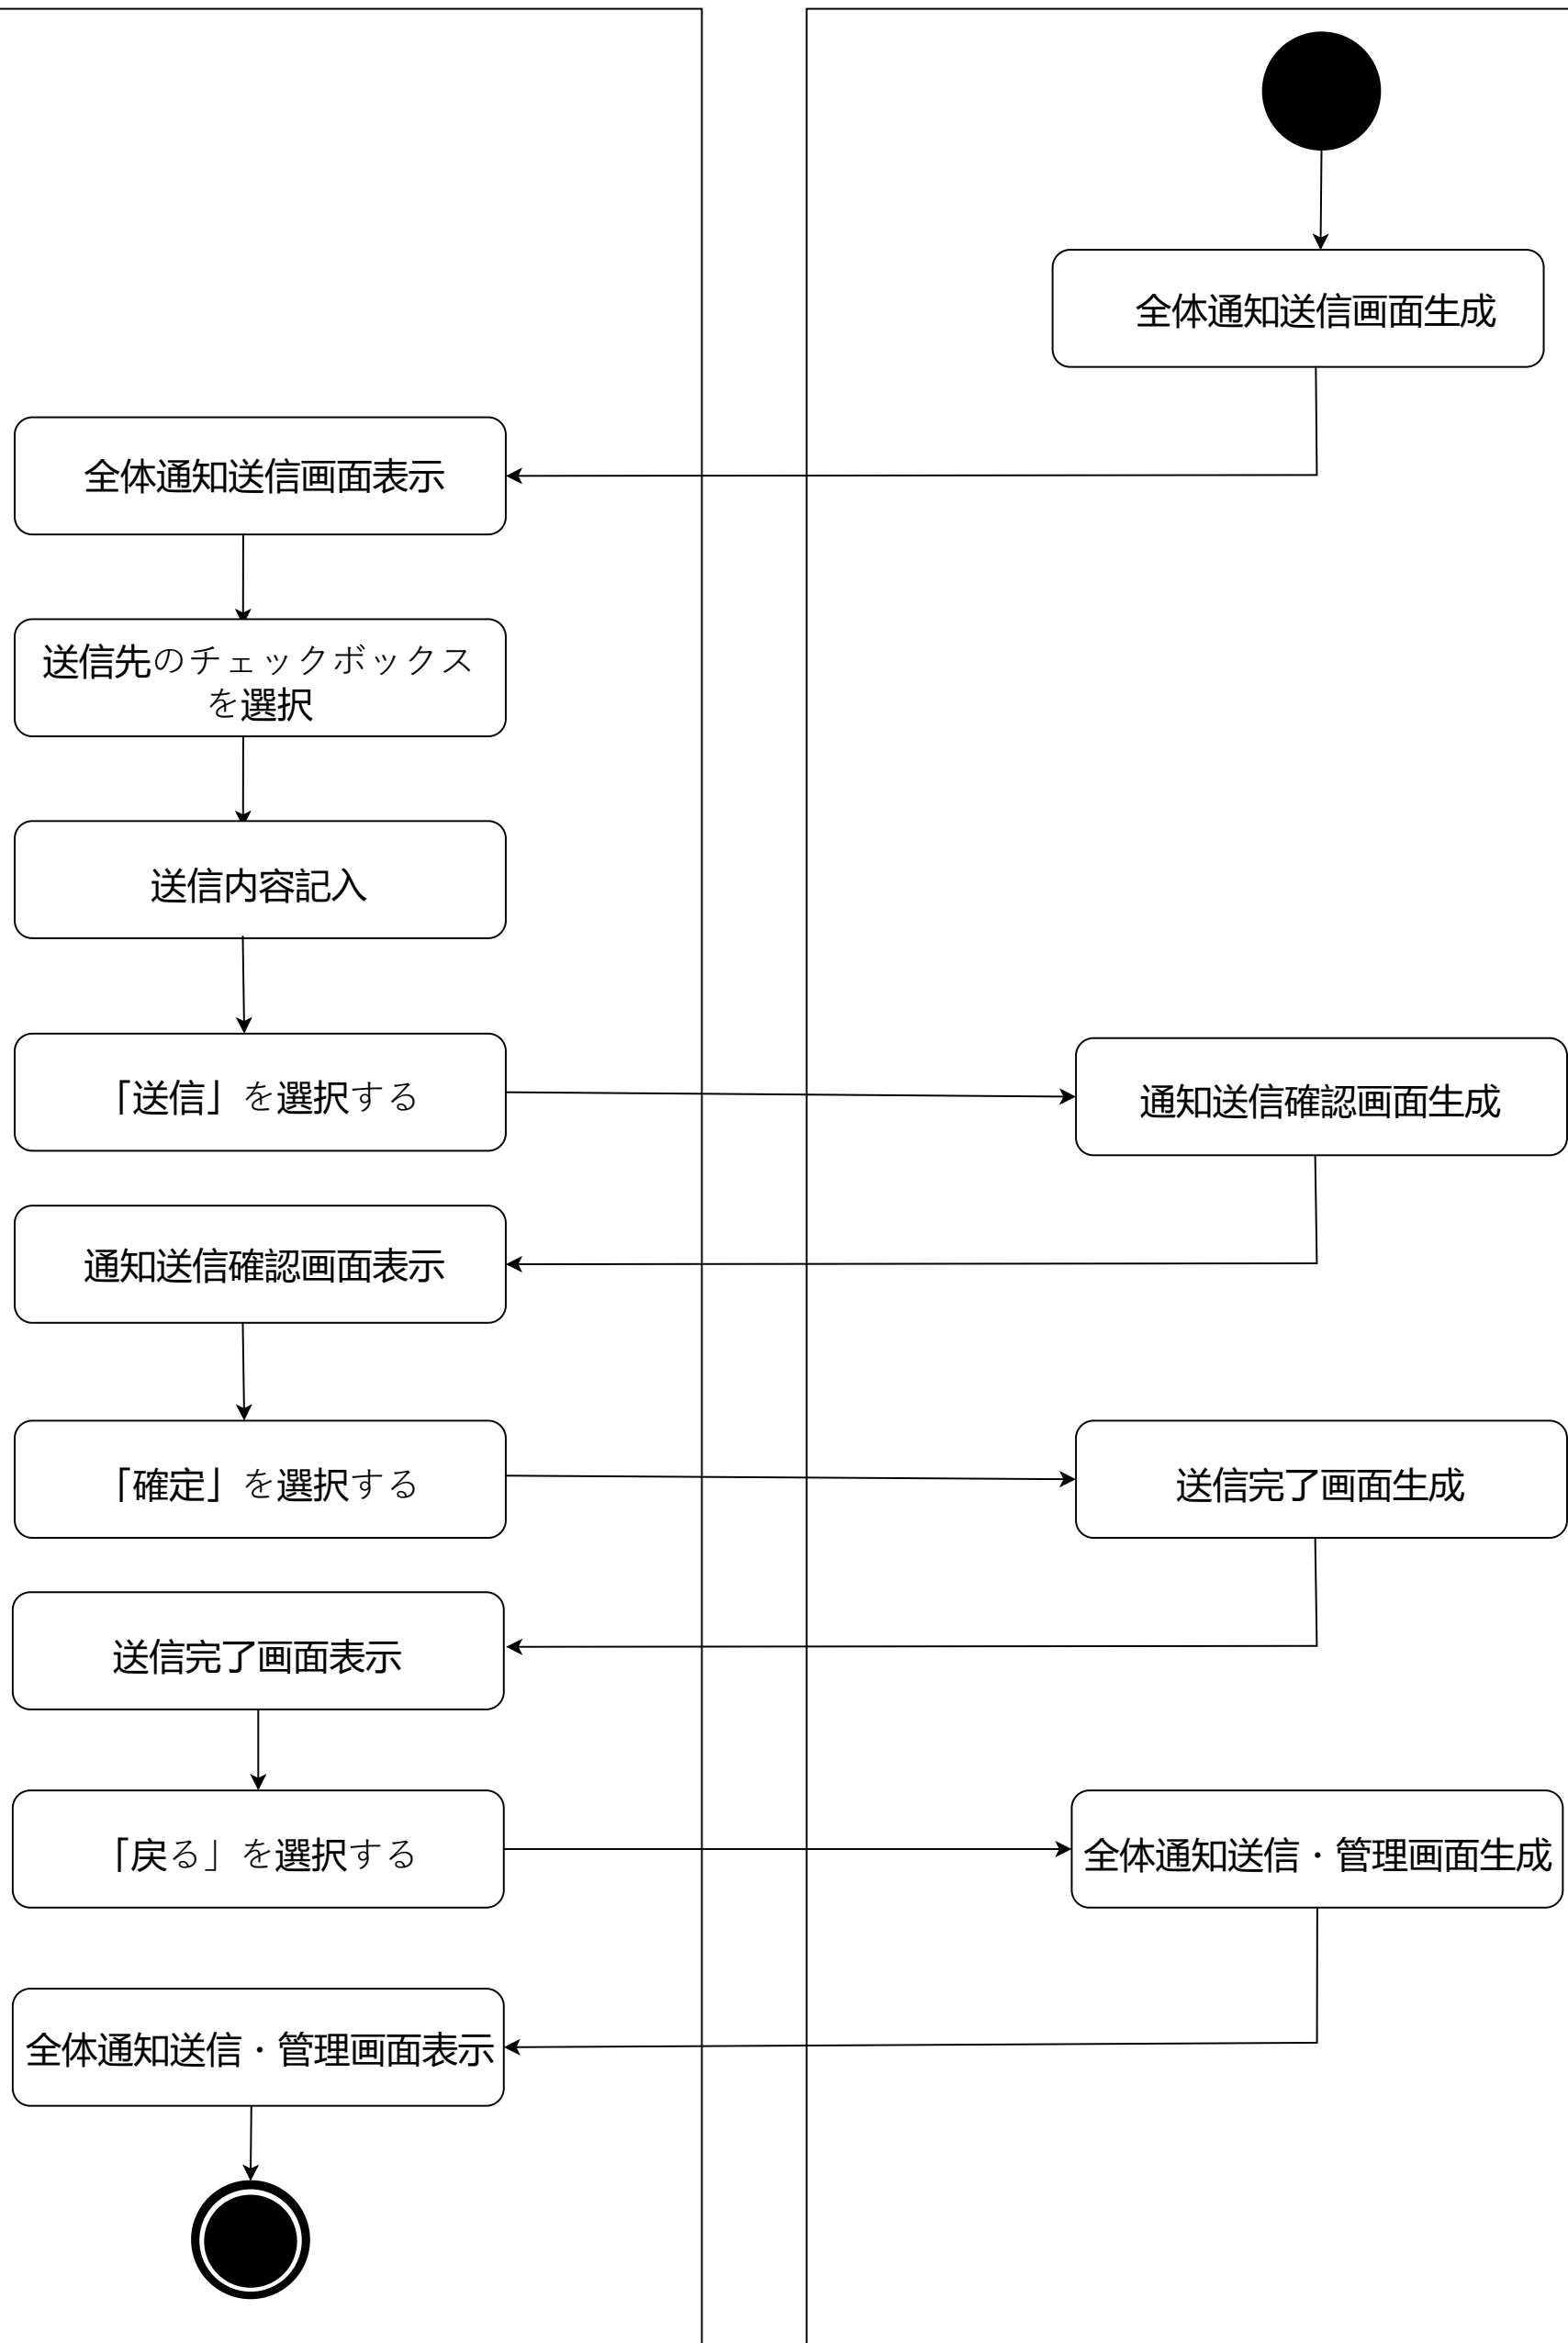 全体通知送信画面生成
全体通知送信画面表示
送信先のチェックボックス
を選択
送信内容記入
「送信」を選択する
通知送信確認画面生成
通知送信確認画面表示
「確定」を選択する
送信完了画面生成
送信完了画面表示
「戻る」を選択する
全体通知送信・管理画面生成
全体通知送信・管理画面表示